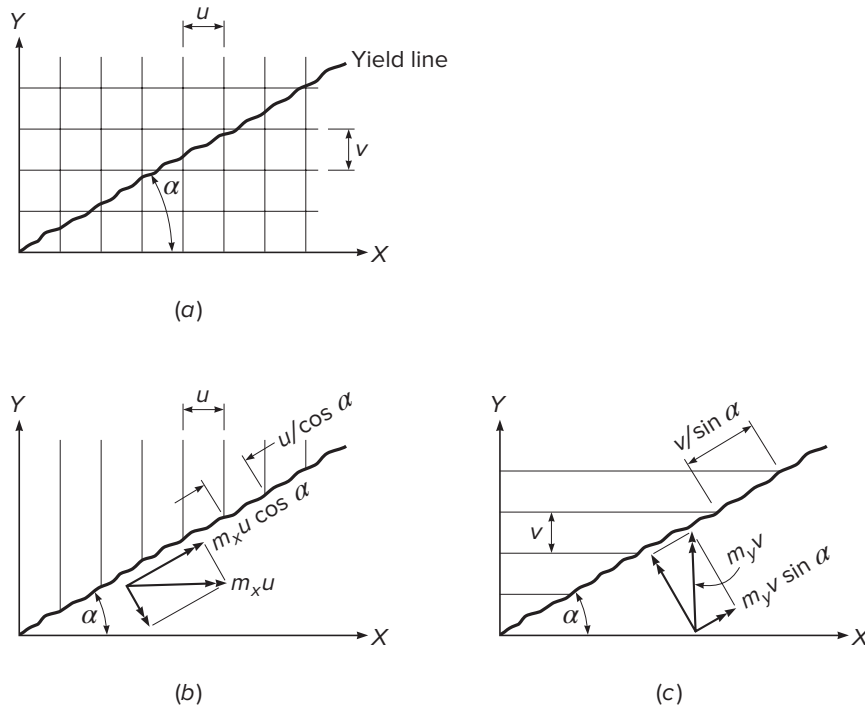 Y
u
Yield line
v
α
X
(a)
Y
u
u/cos α
m_x u cos α
m_x u
α
X
(b)
Y
v/sin α
v
m_y v
m_y v sin α
α
X
(c)